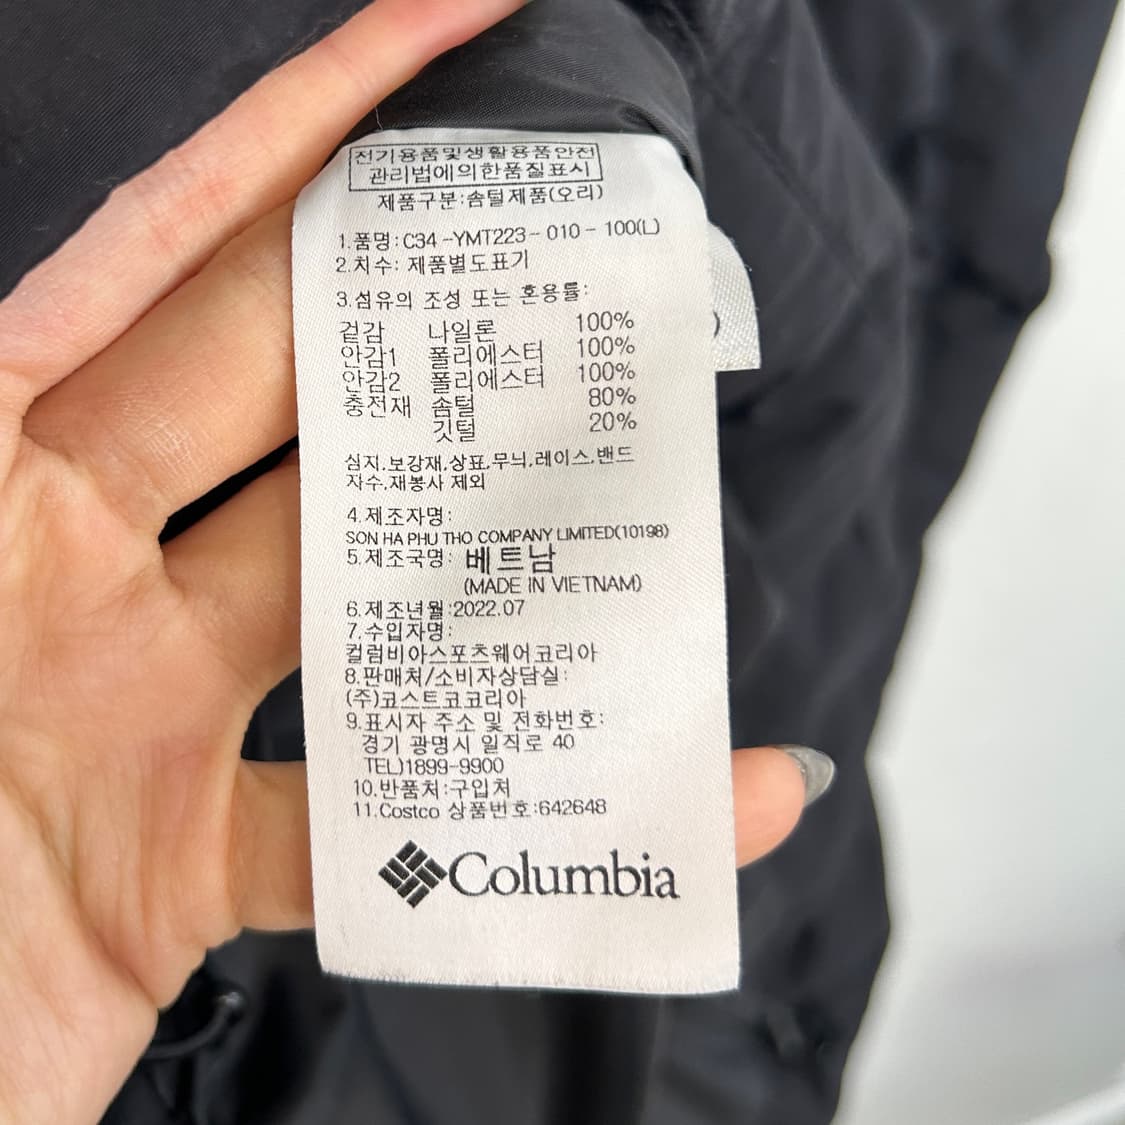 전기용품및생활용품안전
관리법에의한품질표시
제품구분:솜털제품(오리)
1.품명: C34 -YMT223- 010 - 100(L)
2.치수: 제품별도표기
3.섬유의 조성 또는 혼용률:
겉감 나일론 100%
안감1 폴리에스터 100%
안감2 폴리에스터 100%
충전재 솜털 80%
깃털 20%
심지,보강재,상표,무늬,레이스,밴드
자수,재봉사 제외
4.제조자명:
SON HA PHU THO COMPANY LIMITED(10198)
5.제조국명: 베트남
(MADE IN VIETNAM)
6.제조년월:2022.07
7.수입자명:
컬럼비아스포츠웨어코리아
8.판매처/소비자상담실:
(주)코스트코코리아
9.표시자 주소 및 전화번호:
경기 광명시 일직로 40
TEL)1899-9900
10.반품처:구입처
11.Costco 상품번호:642648
Columbia